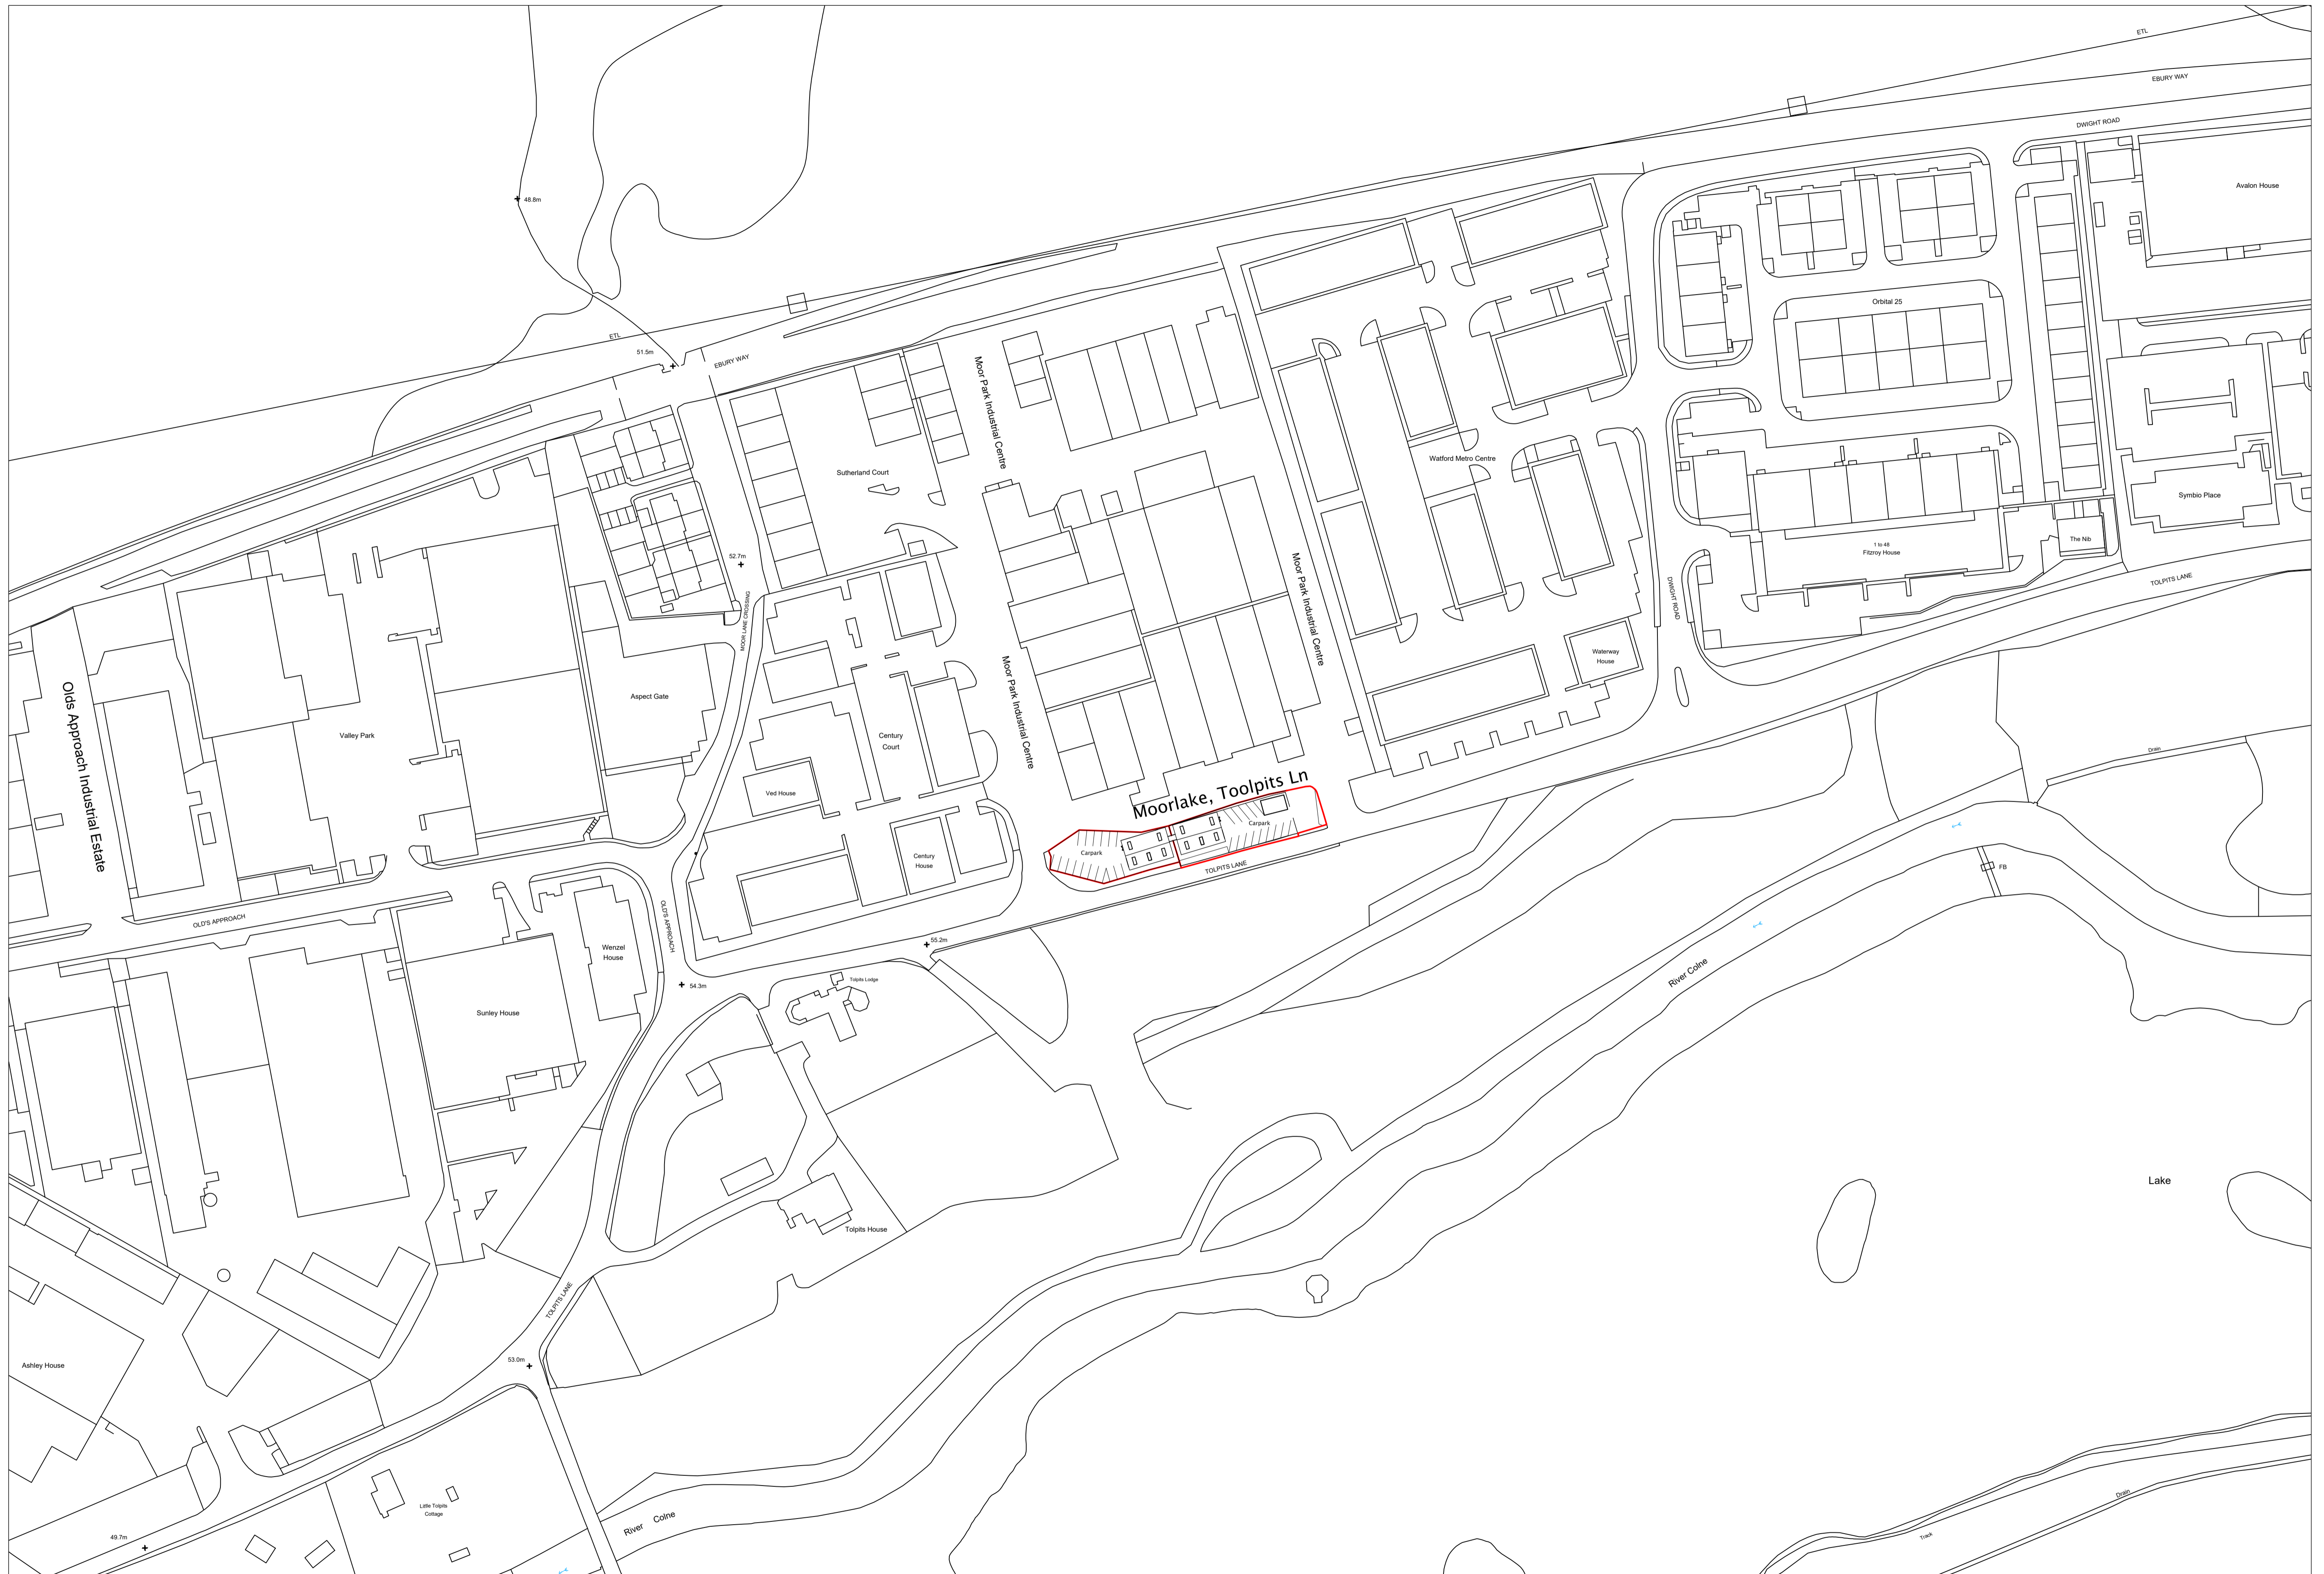 ETL
EBURY WAY
DWIGHT ROAD
Avalon House
48.8m
Orbital 25
ETL
51.5m
EBURY WAY
Moor Park Industrial Centre
Sutherland Court
Watford Metro Centre
Symbio Place
The Nib
1 to 48
Fitzroy House
52.7m
TOLPITS LANE
MOOR LANE CROSSING
DWIGHT ROAD
Moor Park Industrial Centre
Waterway
House
Olds Approach Industrial Estate
Aspect Gate
Moor Park Industrial Centre
Valley Park
Century
Court
Drain
Ved House
Moorlake, Toolpits Ln
Carpark
Carpark
Century
House
TOLPITS LANE
FB
OLD'S APPROACH
OLD'S APPROACH
Wenzel
House
55.2m
River Colne
54.3m
Tolpits Lodge
Sunley House
Lake
Tolpits House
TOLPITS LANE
Ashley House
53.0m
Little Tolpits
Cottage
River Colne
Drain
Track
49.7m